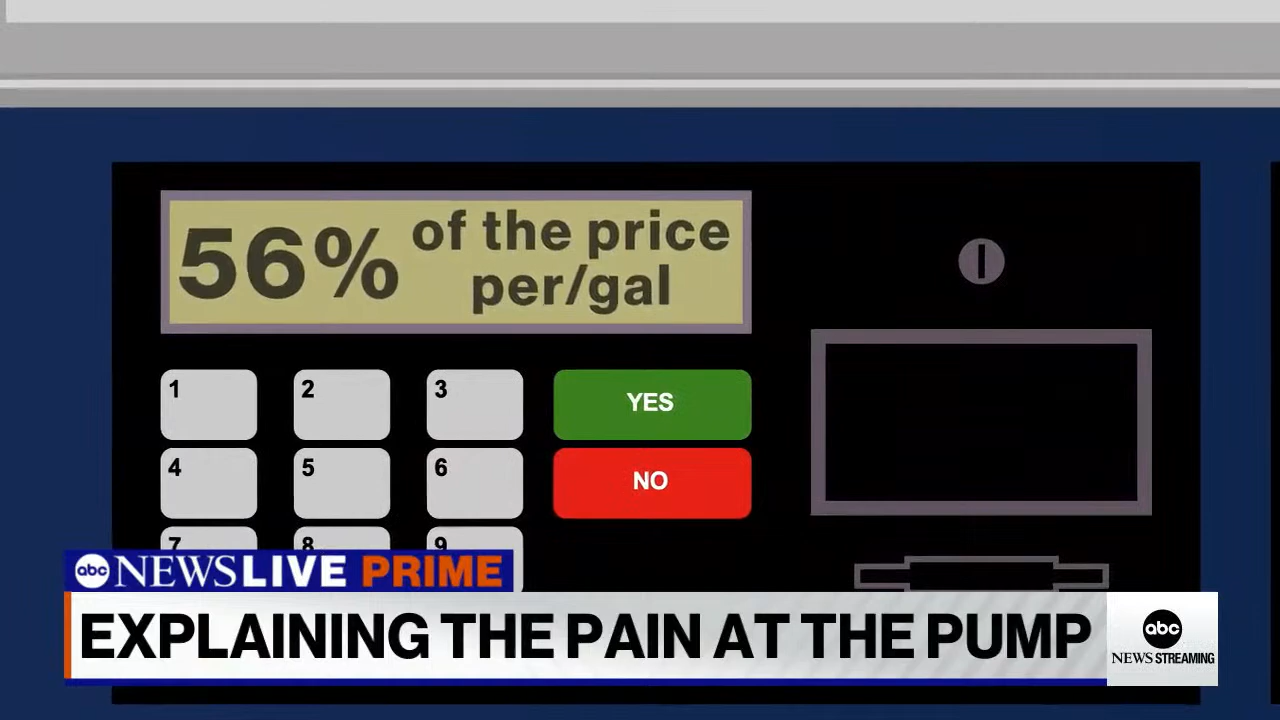 56% of the price
per/gal
1 2 3 YES
4 5 6 NO
7 8 9
abc NEWS LIVE PRIME
EXPLAINING THE PAIN AT THE PUMP
abc
NEWS STREAMING